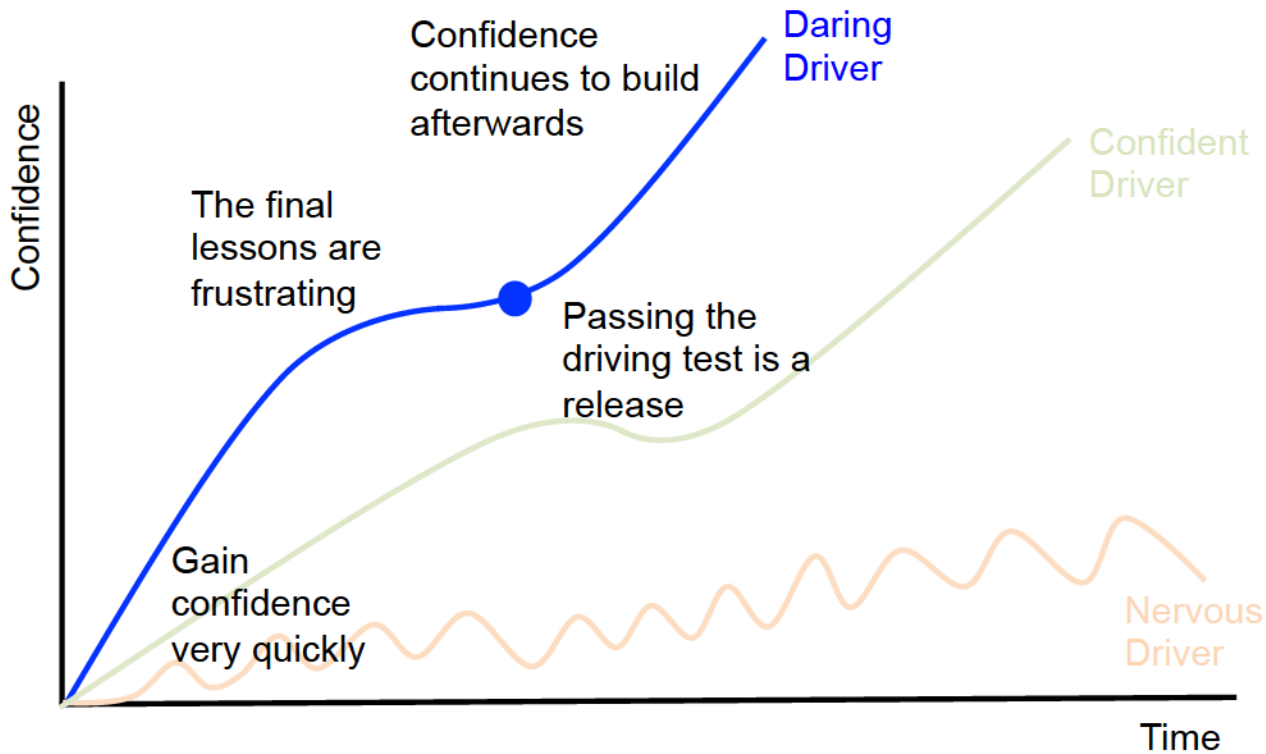 Confidence
continues to build
afterwards
Daring
Driver
Confidence
Confident
Driver
The final
lessons are
frustrating
Passing the
driving test is a
release
Gain
confidence
very quickly
Nervous
Driver
Time